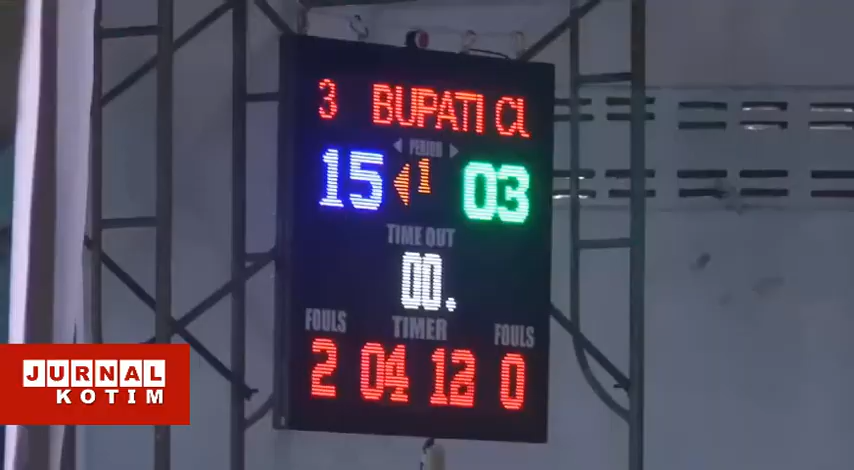 3 BUPATI CL
PERIOD
15 1 03
TIME OUT
00.
FOULS TIMER FOULS
2 04 12 0
JURNAL
KOTIM